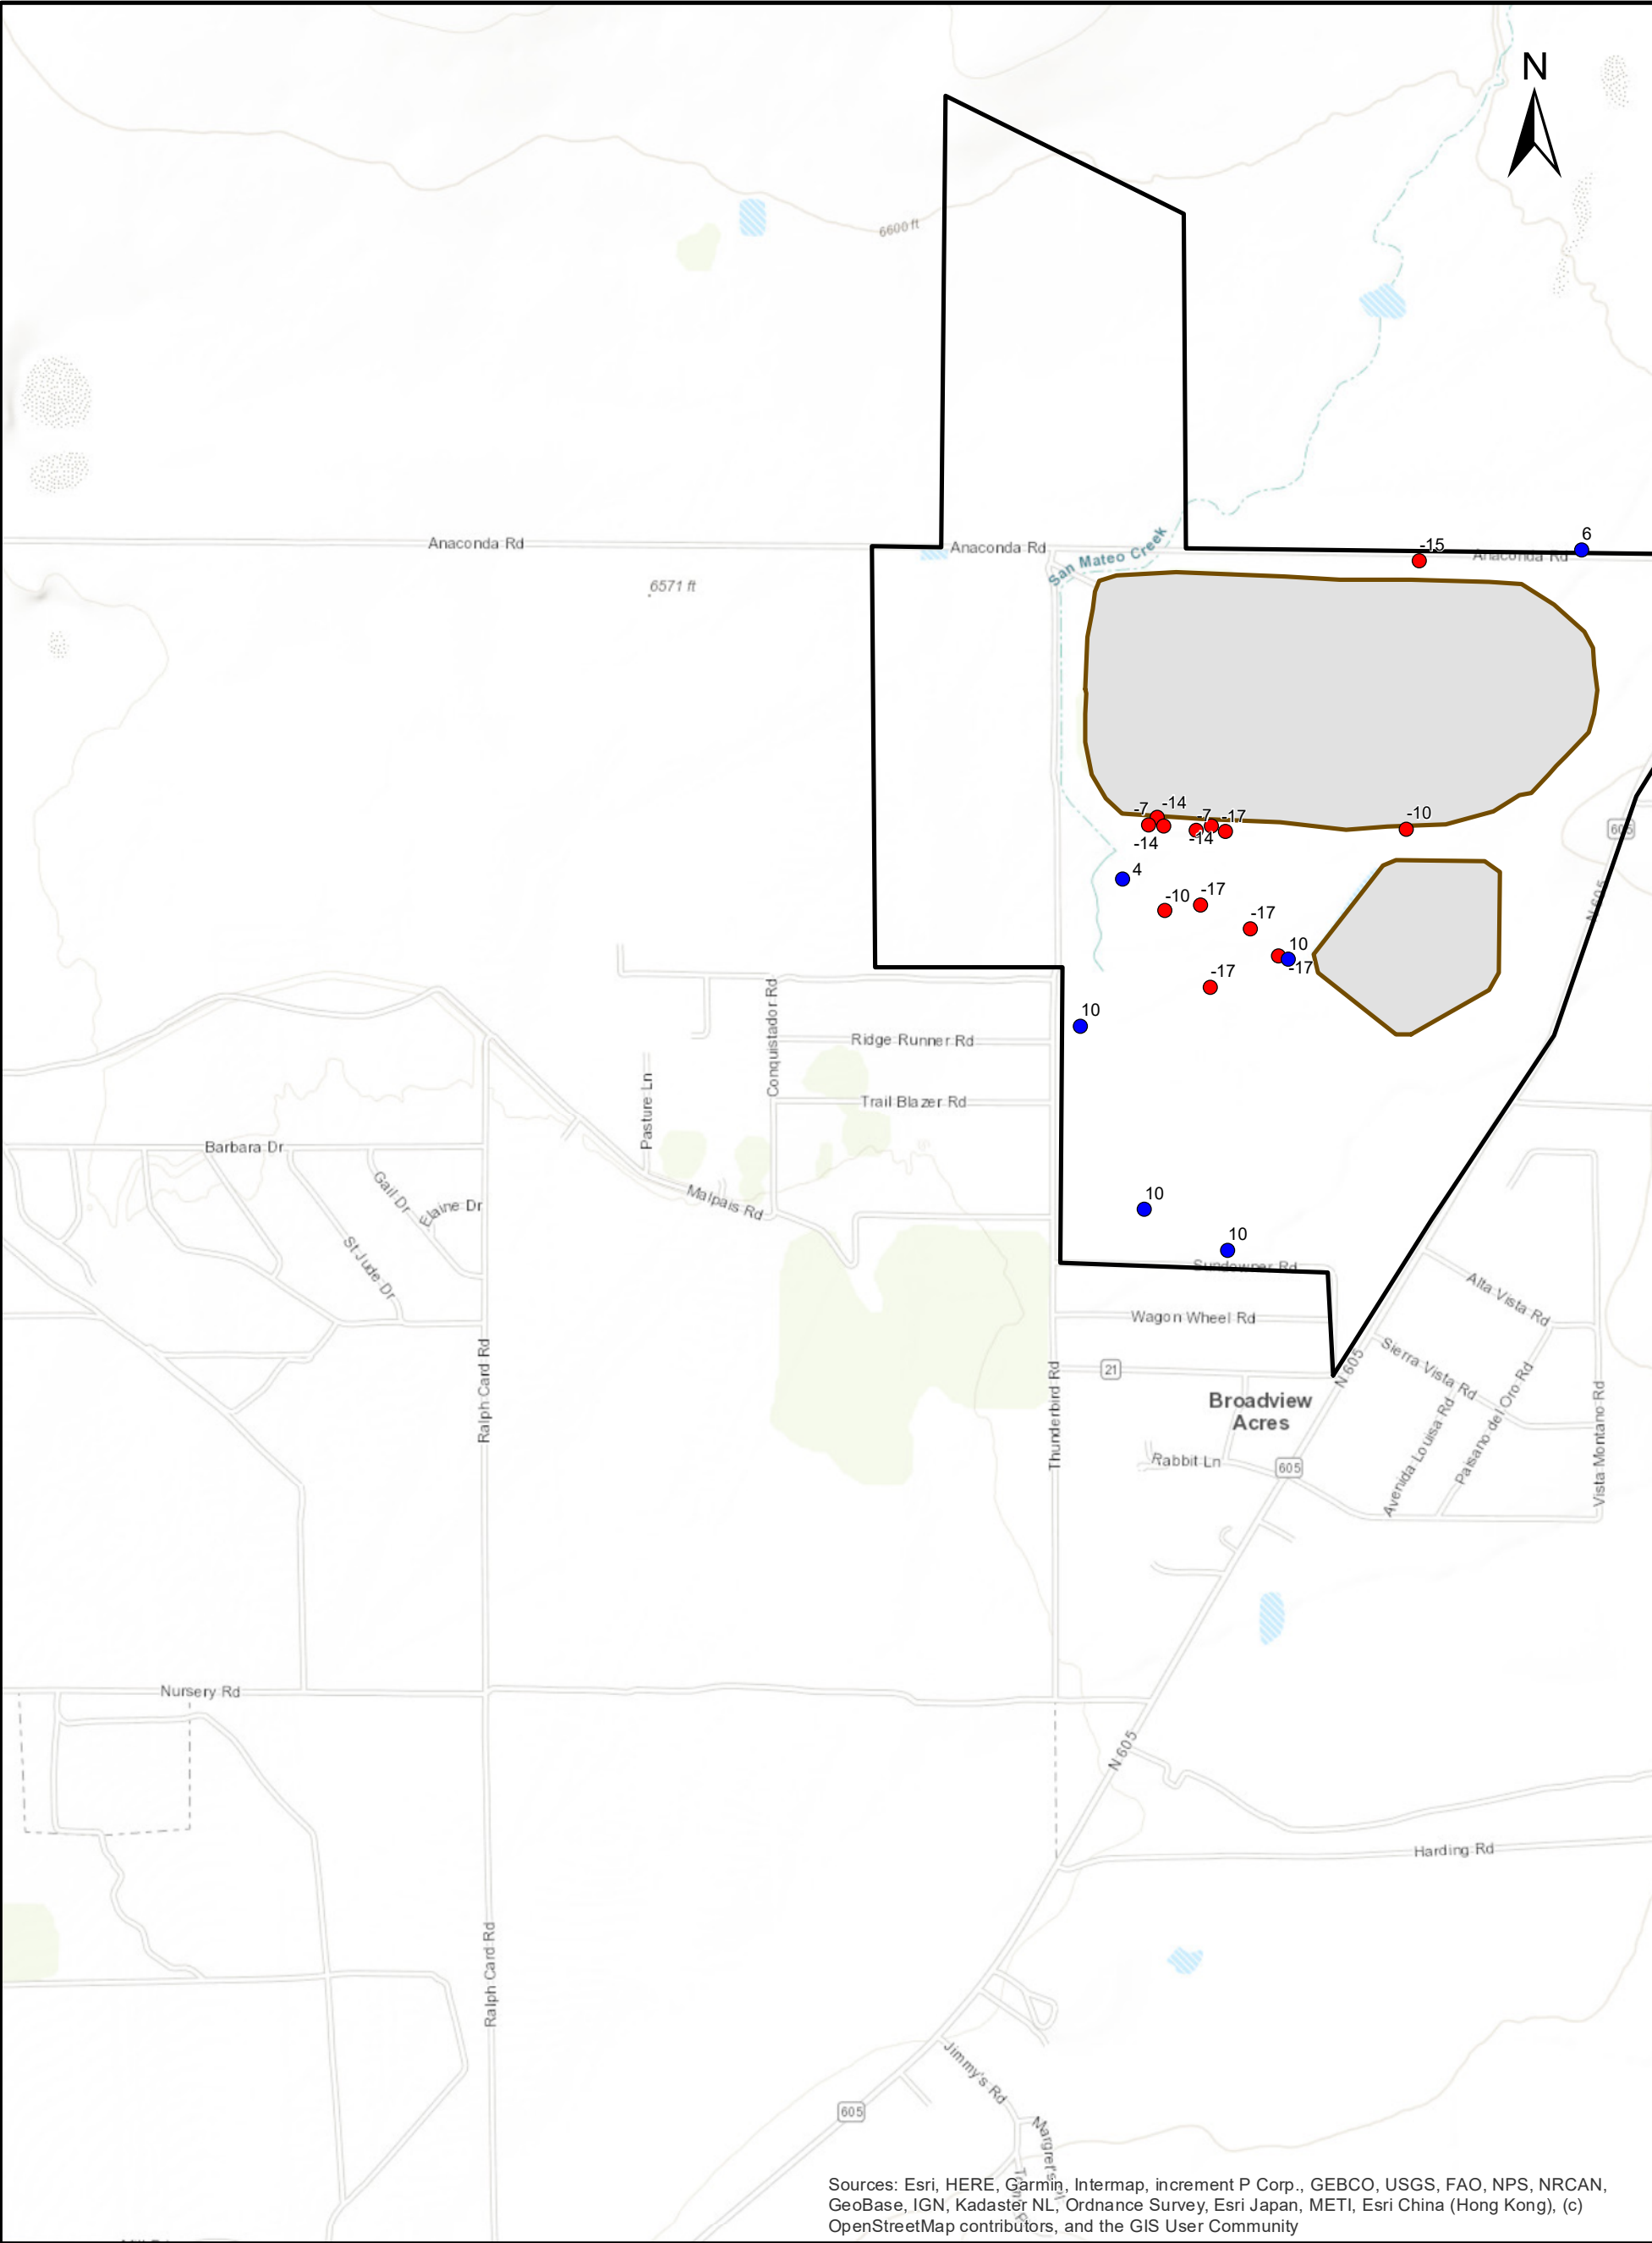 N
6600 ft
6
-15
Anaconda Rd
Anaconda Rd
Anaconda Rd
San Mateo Creek
6571 ft
-7
-14
-7
-17
-10
605
-14
-14
4
-10
-17
N 605
-17
10
-17
-17
10
Conquistador Rd
Ridge Runner Rd
Pasture Ln
Trail Blazer Rd
Barbara Dr
Gail Dr
Elaine Dr
Malpais Rd
10
St Jude Dr
10
Sundowner Rd
Alta Vista Rd
Wagon Wheel Rd
Ralph Card Rd
Thunderbird Rd
21
N 605
Sierra Vista Rd
Broadview
Acres
Paisano del Oro Rd
Avenida Louisa Rd
Vista Montano Rd
Rabbit Ln
605
Nursery Rd
N 605
Harding Rd
Ralph Card Rd
Jimmy's Rd
605
Sources: Esri, HERE, Garmin, Intermap, increment P Corp., GEBCO, USGS, FAO, NPS, NRCAN,
GeoBase, IGN, Kadaster NL, Ordnance Survey, Esri Japan, METI, Esri China (Hong Kong), (c)
OpenStreetMap contributors, and the GIS User Community